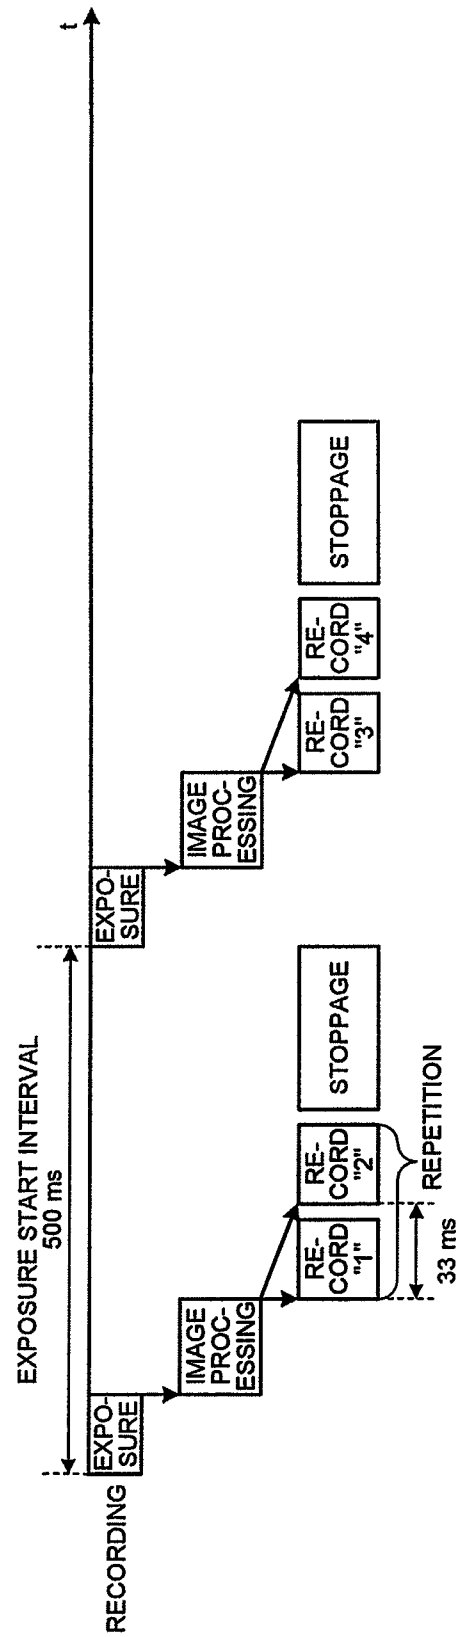 t
EXPOSURE START INTERVAL
500 ms
RECORDING
EXPO-
SURE
EXPO-
SURE
IMAGE
PROC-
ESSING
IMAGE
PROC-
ESSING
RE-
CORD
"1"
RE-
CORD
"2"
STOPPAGE
RE-
CORD
"3"
RE-
CORD
"4"
STOPPAGE
REPETITION
33 ms